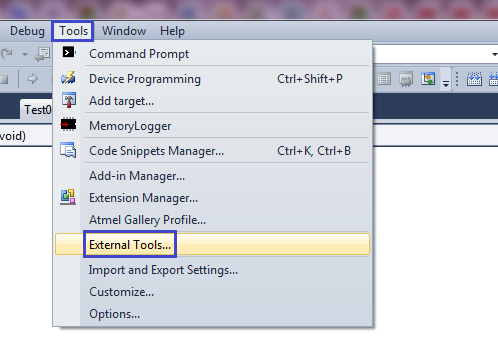 Debug Tools Window Help
Command Prompt
Device Programming Ctrl+Shift+P
Add target...
Test0
MemoryLogger
void)
Code Snippets Manager... Ctrl+K, Ctrl+B
Add-in Manager...
Extension Manager...
Atmel Gallery Profile...
External Tools...
Import and Export Settings...
Customize...
Options...